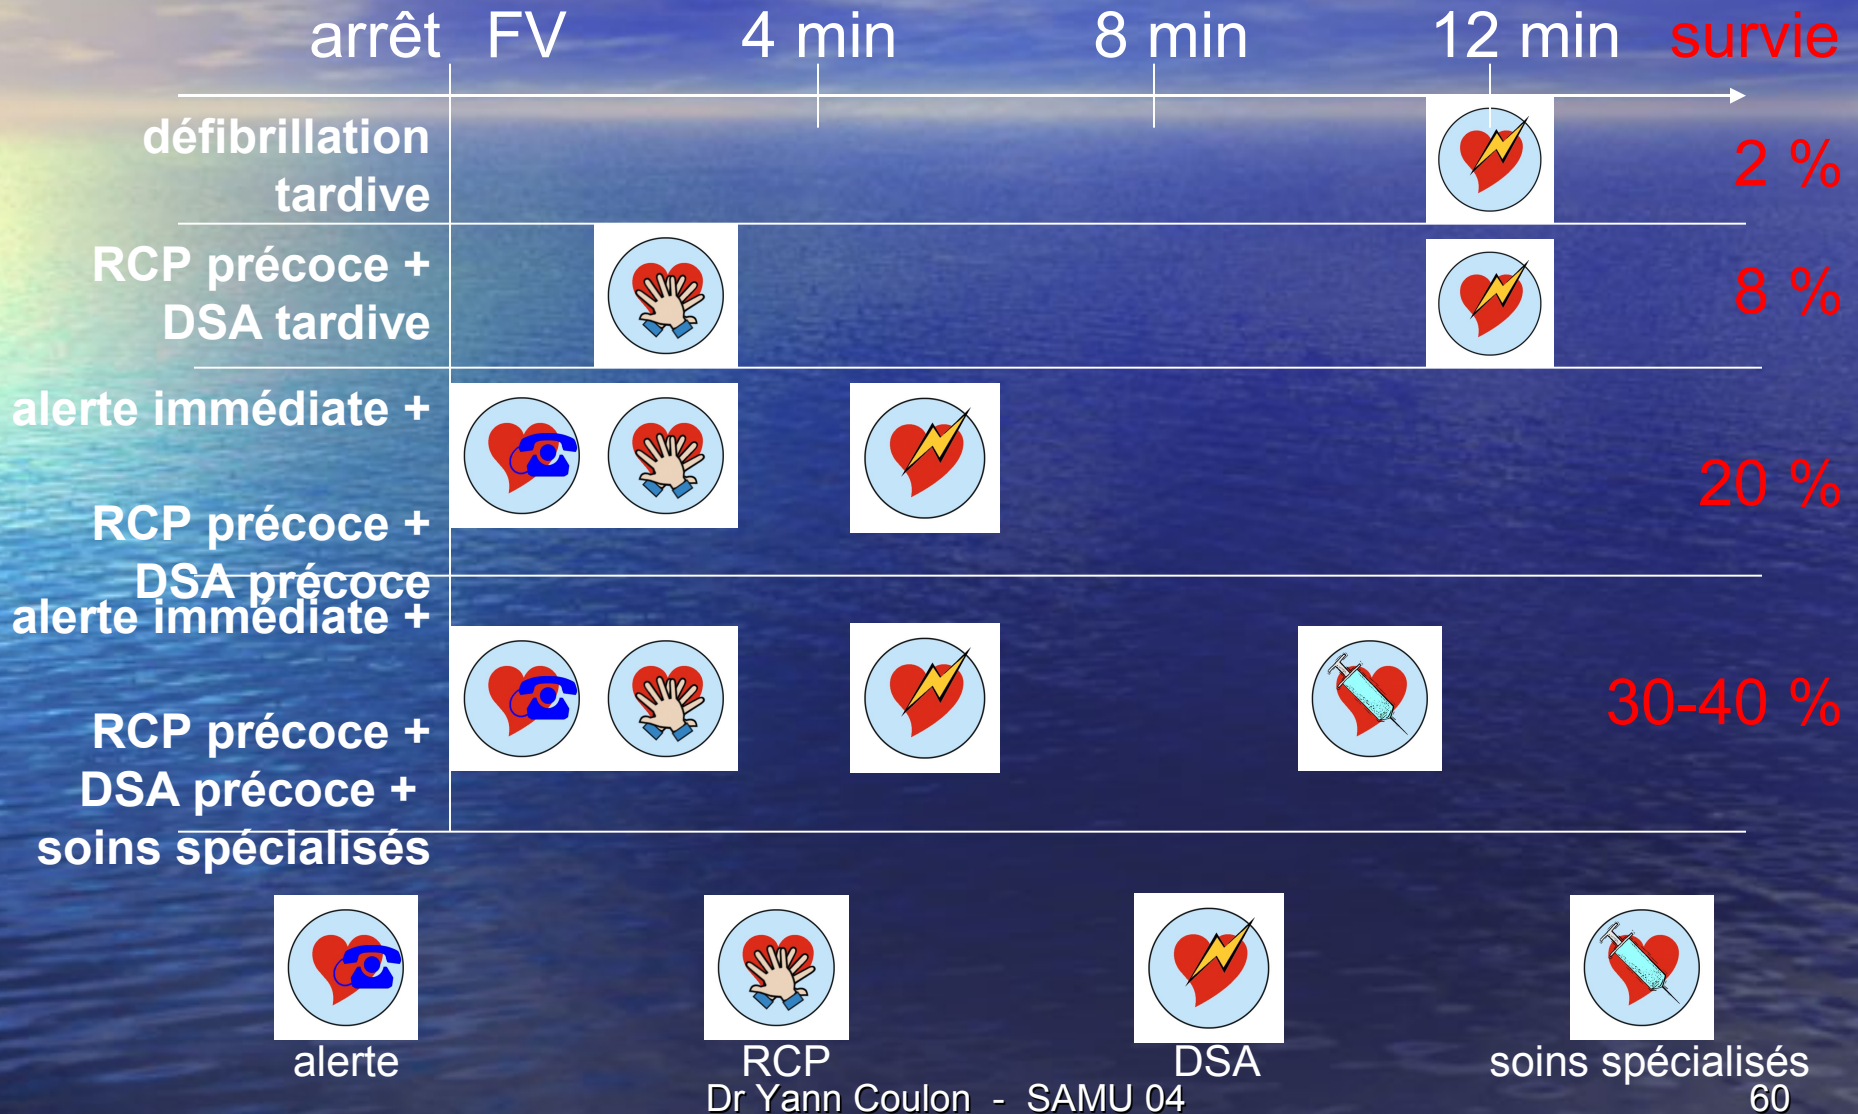 arrêt FV 4 min 8 min 12 min survie
défibrillation
tardive
2 %
RCP précoce +
DSA tardive
8 %
alerte immédiate +
RCP précoce +
DSA précoce
20 %
alerte immédiate +
RCP précoce +
DSA précoce +
soins spécialisés
30-40 %
alerte RCP DSA soins spécialisés
Dr Yann Coulon - SAMU 04 60